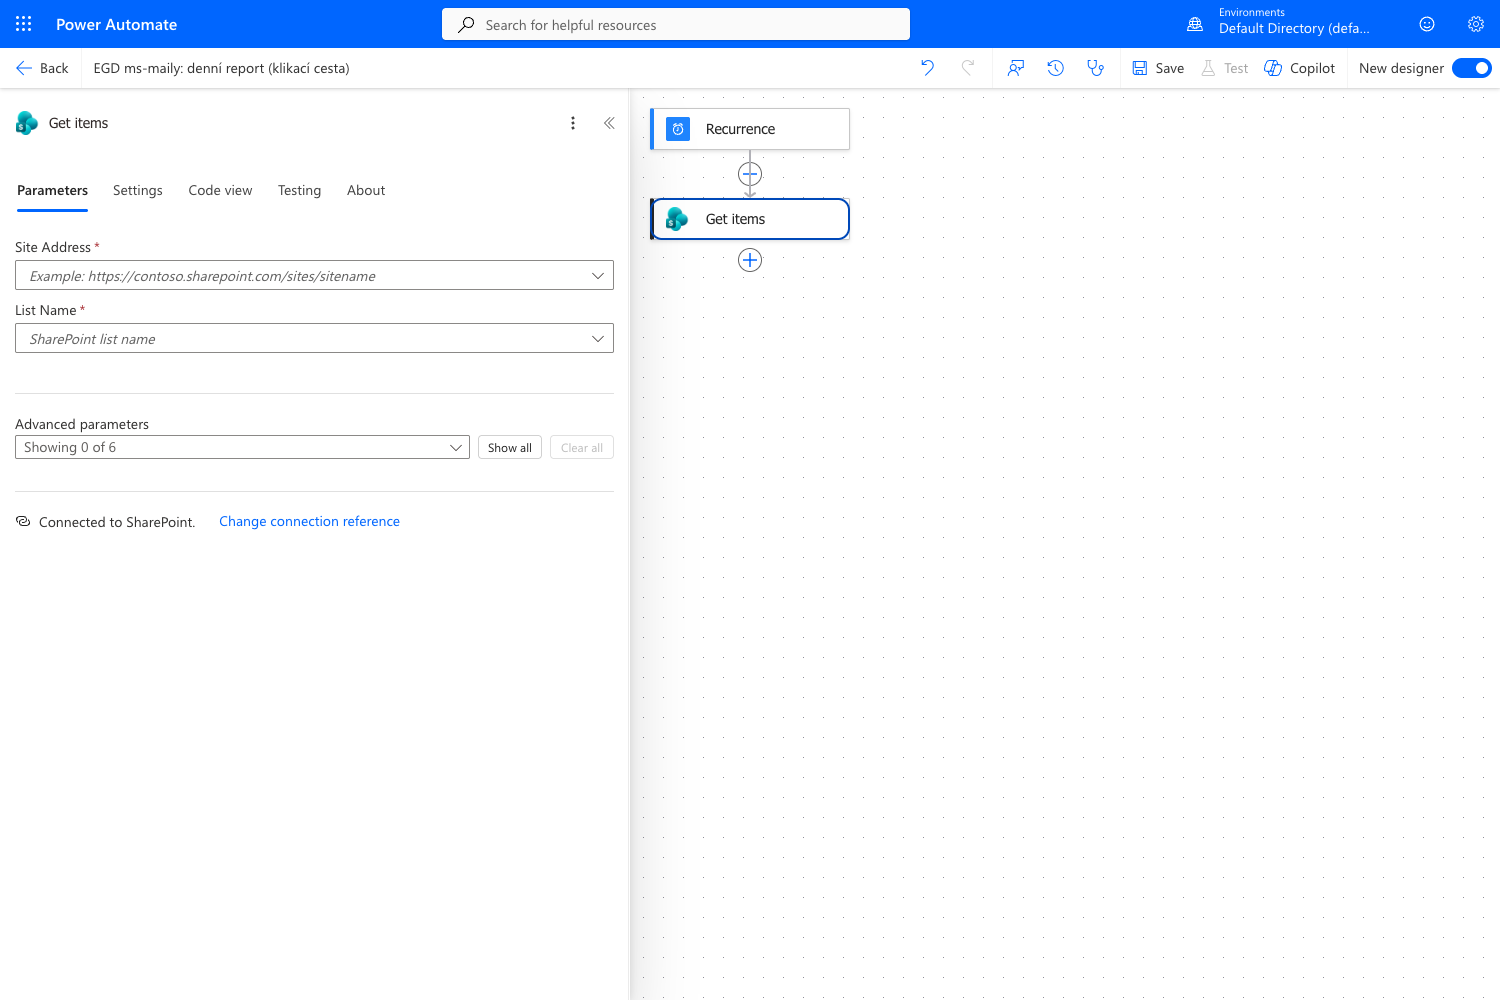 Power Automate
Search for helpful resources
Environments
Default Directory (defa...
Back
EGD ms-maily: denní report (klikací cesta)
Save
Test
Copilot
New designer
Get items
Parameters
Settings
Code view
Testing
About
Site Address *
Example: https://contoso.sharepoint.com/sites/sitename
List Name *
SharePoint list name
Advanced parameters
Showing 0 of 6
Show all
Clear all
Connected to SharePoint.
Change connection reference
Recurrence
Get items